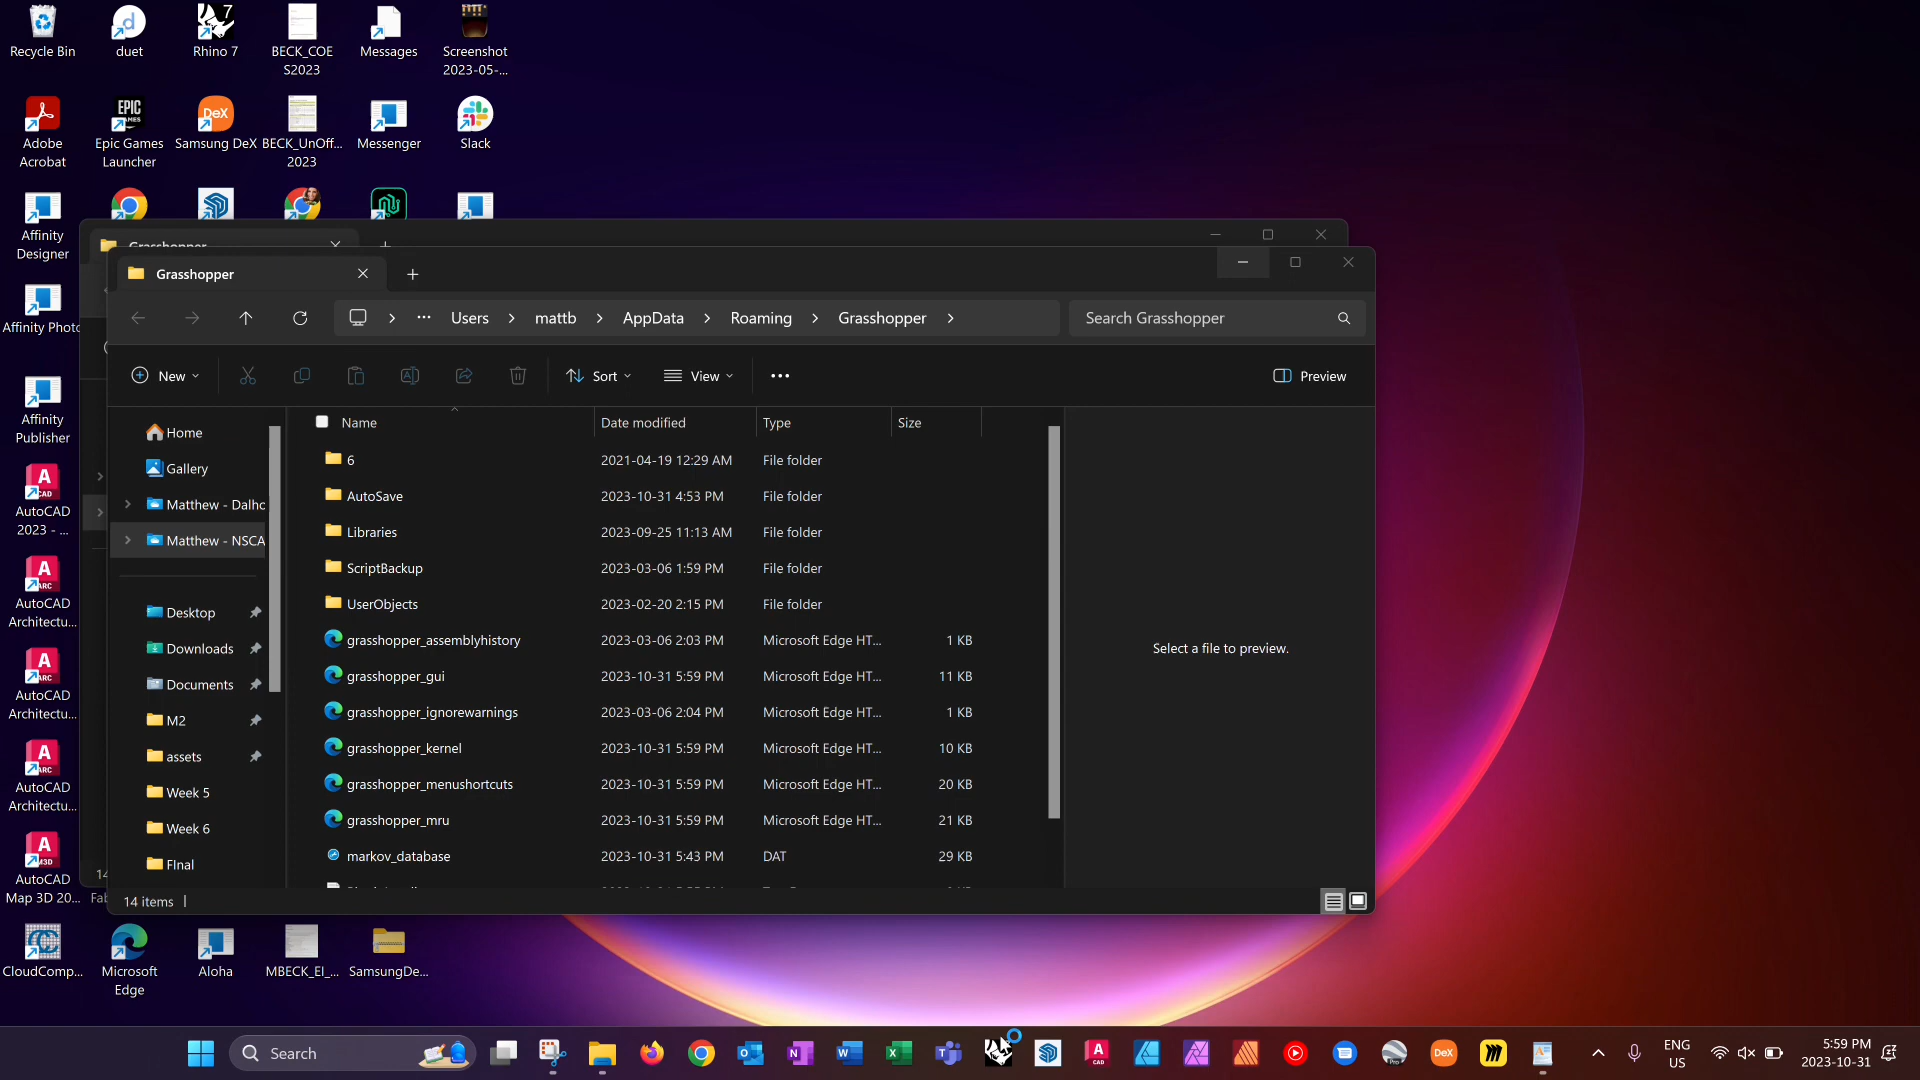 Recycle Bin
duet
Rhino 7
BECK_COE
S2023
Messages
Screenshot
2023-05-...
Adobe
Acrobat
Epic Games
Launcher
Samsung DeX
BECK_UnOff...
2023
Messenger
Slack
Affinity
Designer
Affinity Photo
Affinity
Publisher
AutoCAD
2023 - ...
AutoCAD
Architectu...
AutoCAD
Architectu...
AutoCAD
Architectu...
AutoCAD
Map 3D 20...
Fab
CloudComp...
Microsoft
Edge
Aloha
MBECK_EI_...
SamsungDe...
Grasshopper
14
Grasshopper
Users
mattb
AppData
Roaming
Grasshopper
Search Grasshopper
New
Sort
View
Preview
Home
Gallery
Matthew - Dalho
Matthew - NSCA
Desktop
Downloads
Documents
M2
assets
Week 5
Week 6
FInal
Name Date modified Type Size
6 2021-04-19 12:29 AM File folder
AutoSave 2023-10-31 4:53 PM File folder
Libraries 2023-09-25 11:13 AM File folder
ScriptBackup 2023-03-06 1:59 PM File folder
UserObjects 2023-02-20 2:15 PM File folder
grasshopper_assemblyhistory 2023-03-06 2:03 PM Microsoft Edge HT... 1 KB
grasshopper_gui 2023-10-31 5:59 PM Microsoft Edge HT... 11 KB
grasshopper_ignorewarnings 2023-03-06 2:04 PM Microsoft Edge HT... 1 KB
grasshopper_kernel 2023-10-31 5:59 PM Microsoft Edge HT... 10 KB
grasshopper_menushortcuts 2023-10-31 5:59 PM Microsoft Edge HT... 20 KB
grasshopper_mru 2023-10-31 5:59 PM Microsoft Edge HT... 21 KB
markov_database 2023-10-31 5:43 PM DAT 29 KB
Select a file to preview.
14 items
Search
ENG
US
5:59 PM
2023-10-31